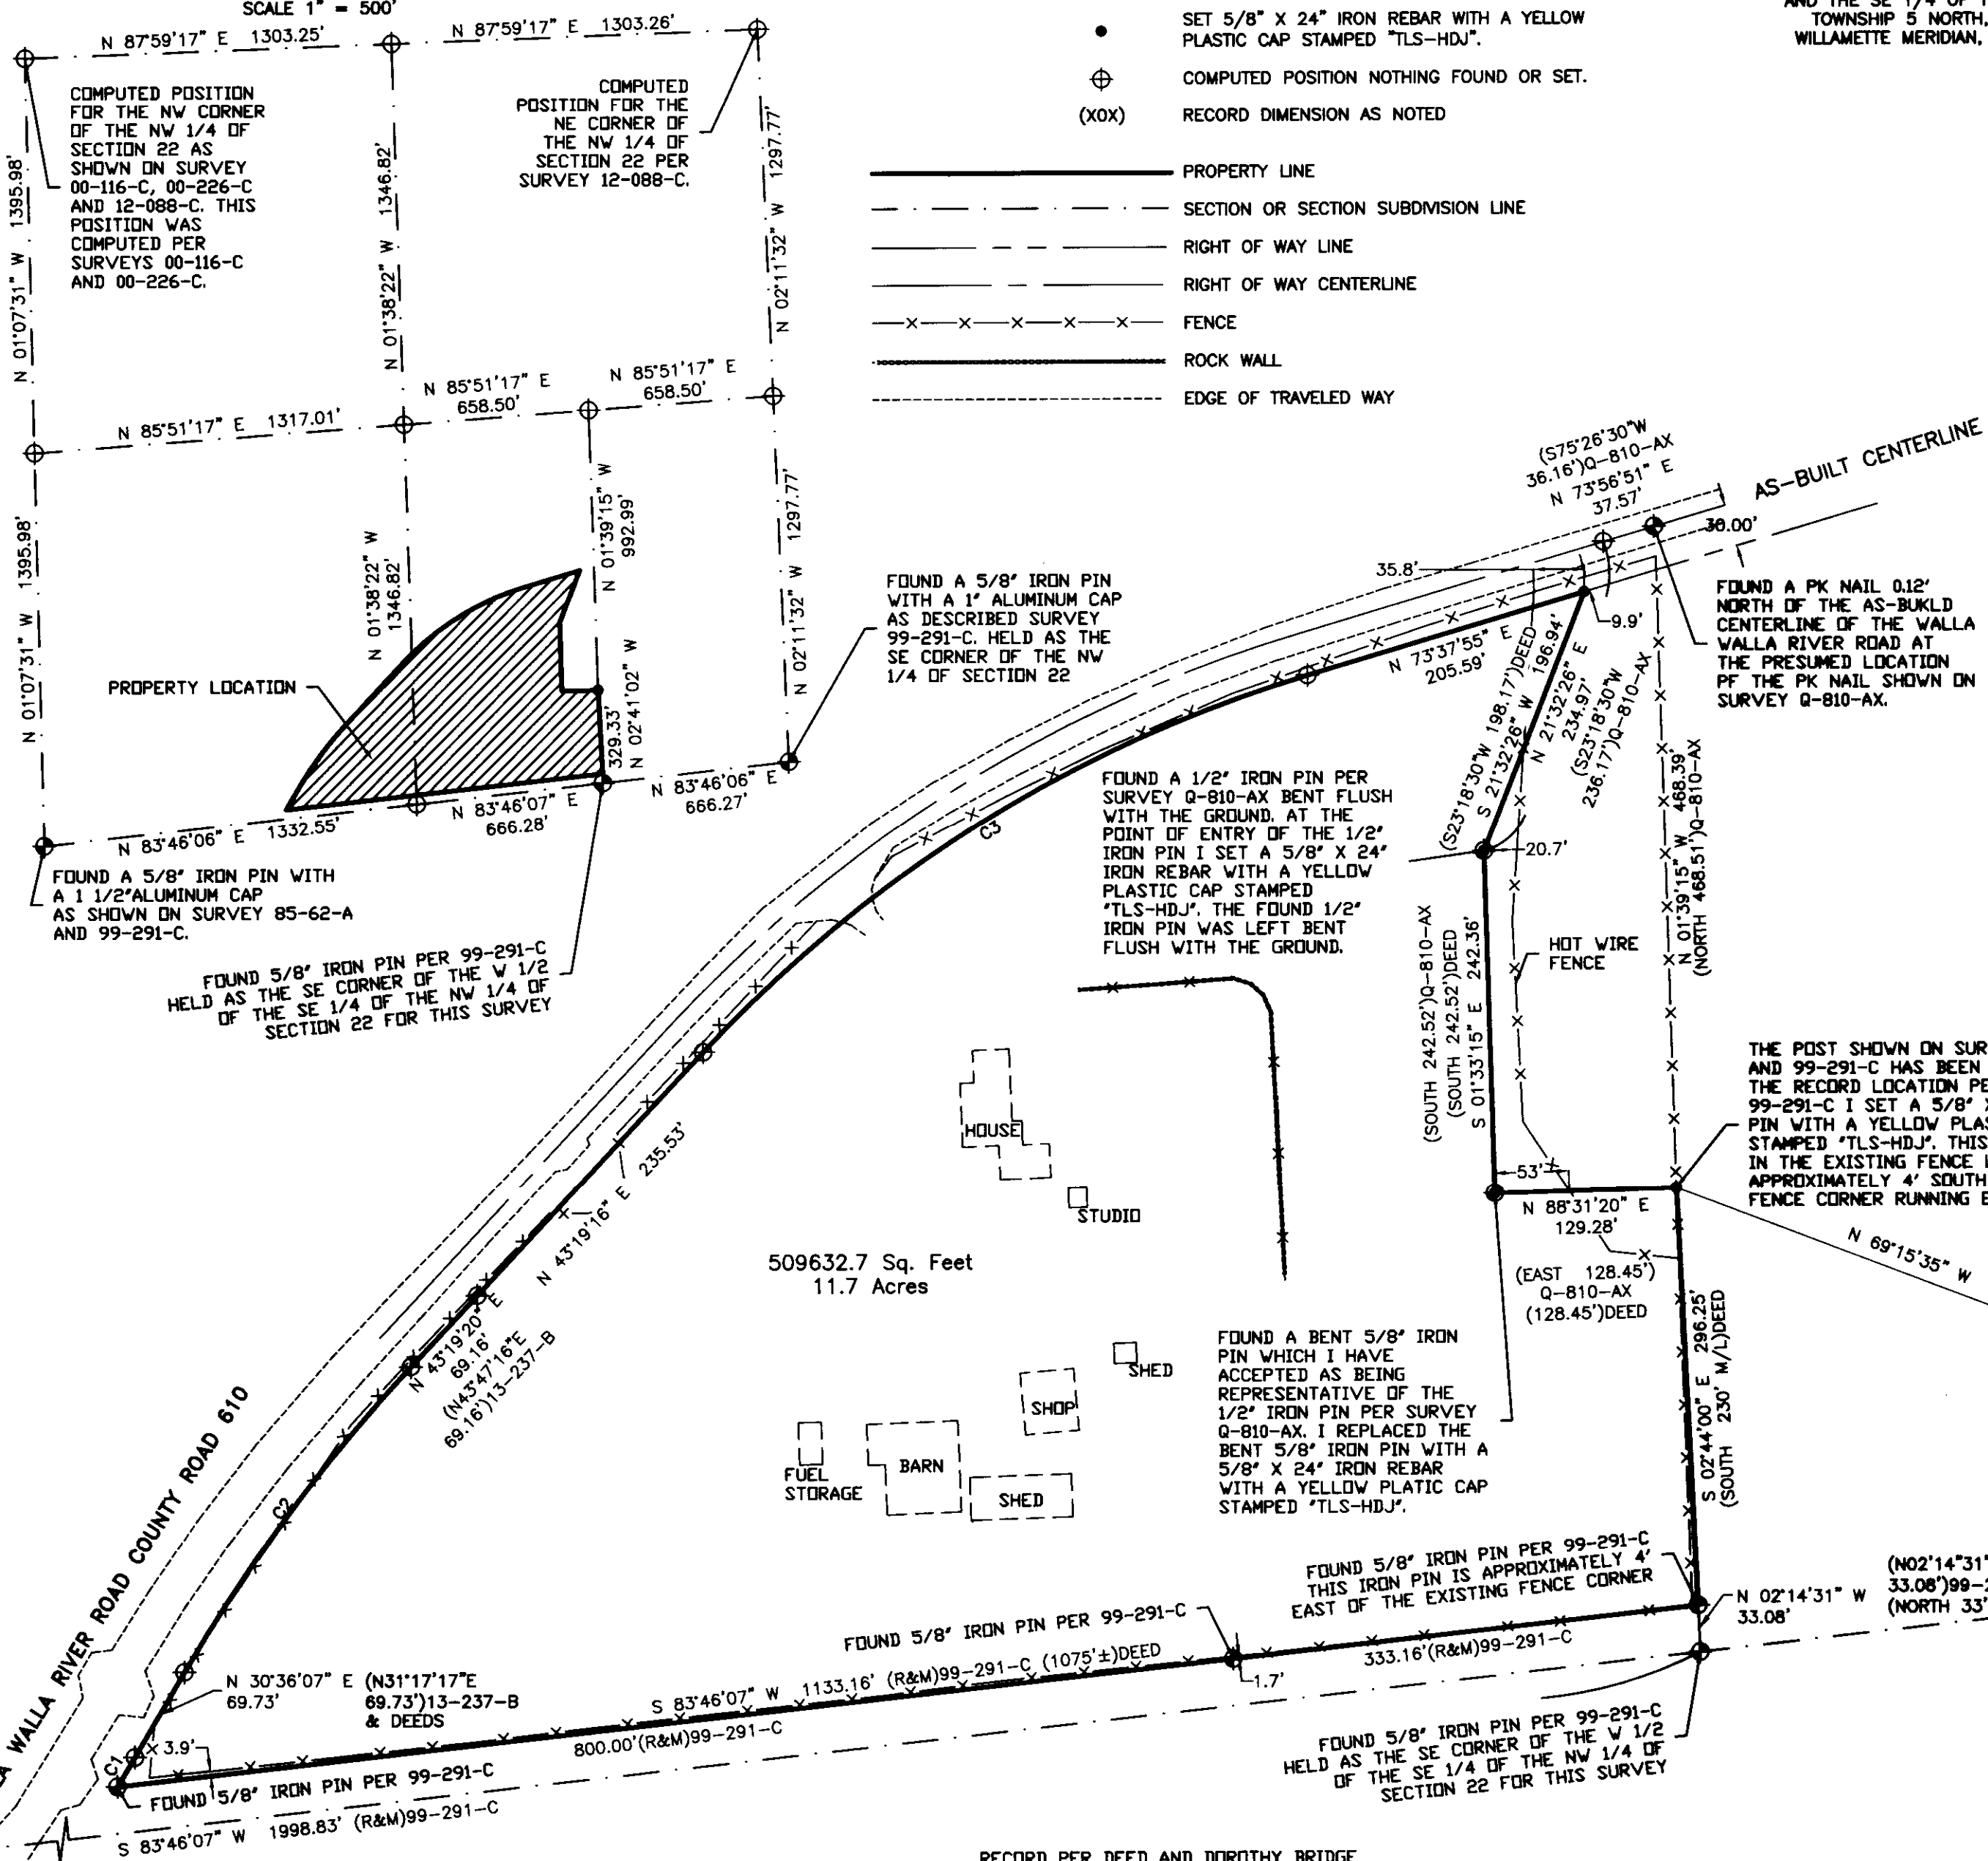 SCALE 1" = 500'
N 87°59'17" E 1303.25'
N 87°59'17" E 1303.26'
COMPUTED POSITION
FOR THE NW CORNER
OF THE NW 1/4 OF
SECTION 22 AS
SHOWN ON SURVEY
00-116-C, 00-226-C
AND 12-088-C. THIS
POSITION WAS
COMPUTED PER
SURVEYS 00-116-C
AND 00-226-C.
COMPUTED
POSITION FOR THE
NE CORNER OF
THE NW 1/4 OF
SECTION 22 PER
SURVEY 12-088-C.
N 01°07'31" W 1395.98'
N 01°38'22" W 1346.82'
N 02°11'32" W 1297.77'
N 85°51'17" E 1317.01'
N 85°51'17" E
658.50'
N 85°51'17" E
658.50'
N 01°07'31" W 1395.98'
N 01°38'22" W
1346.82'
N 01°39'15" W
992.99'
N 02°11'32" W 1297.77'
329.33'
N 02°41'02" W
PROPERTY LOCATION
N 83°46'06" E 1332.55'
N 83°46'07" E
666.28'
N 83°46'06" E
666.27'
FOUND A 5/8" IRON PIN WITH
A 1 1/2"ALUMINUM CAP
AS SHOWN ON SURVEY 85-62-A
AND 99-291-C.
FOUND 5/8" IRON PIN PER 99-291-C
HELD AS THE SE CORNER OF THE W 1/2
OF THE SE 1/4 OF THE NW 1/4 OF
SECTION 22 FOR THIS SURVEY
FOUND A 5/8" IRON PIN
WITH A 1" ALUMINUM CAP
AS DESCRIBED SURVEY
99-291-C. HELD AS THE
SE CORNER OF THE NW
1/4 OF SECTION 22
SET 5/8" X 24" IRON REBAR WITH A YELLOW
PLASTIC CAP STAMPED "TLS-HDJ".
COMPUTED POSITION NOTHING FOUND OR SET.
(XOX) RECORD DIMENSION AS NOTED
PROPERTY LINE
SECTION OR SECTION SUBDIVISION LINE
RIGHT OF WAY LINE
RIGHT OF WAY CENTERLINE
FENCE
ROCK WALL
EDGE OF TRAVELED WAY
AND THE SE 1/4 OF T
TOWNSHIP 5 NORTH,
WILLAMETTE MERIDIAN,
(S75°26'30"W
36.16')Q-810-AX
N 73°56'51" E
37.57'
AS-BUILT CENTERLINE
30.00'
35.8'
9.9'
FOUND A PK NAIL 0.12'
NORTH OF THE AS-BUKLD
CENTERLINE OF THE WALLA
WALLA RIVER ROAD AT
THE PRESUMED LOCATION
PF THE PK NAIL SHOWN ON
SURVEY Q-810-AX.
N 73°37'55" E
205.59'
(S23°18'30"W 198.17')DEED
S 21°32'26" W 196.94'
N 21°32'26" E
234.97'
(S23°18'30"W
236.17')Q-810-AX
20.7'
C3
FOUND A 1/2" IRON PIN PER
SURVEY Q-810-AX BENT FLUSH
WITH THE GROUND. AT THE
POINT OF ENTRY OF THE 1/2"
IRON PIN I SET A 5/8" X 24"
IRON REBAR WITH A YELLOW
PLASTIC CAP STAMPED
"TLS-HDJ". THE FOUND 1/2"
IRON PIN WAS LEFT BENT
FLUSH WITH THE GROUND.
(SOUTH 242.52')Q-810-AX
(SOUTH 242.52')DEED
S 01°33'15" E 242.36'
HOT WIRE
FENCE
N 01°39'15" W 468.39'
(NORTH 468.51')Q-810-AX
THE POST SHOWN ON SUR
AND 99-291-C HAS BEEN
THE RECORD LOCATION PE
99-291-C I SET A 5/8" X
PIN WITH A YELLOW PLAS
STAMPED "TLS-HDJ". THIS
IN THE EXISTING FENCE L
APPROXIMATELY 4' SOUTH
FENCE CORNER RUNNING E
53'
N 88°31'20" E
129.28'
(EAST 128.45')
Q-810-AX
(128.45')DEED
N 69°15'35" W
S 02°44'00" E 296.25'
(SOUTH 230' M/L)DEED
HOUSE
STUDIO
509632.7 Sq. Feet
11.7 Acres
SHED
SHOP
FUEL
STORAGE
BARN
SHED
FOUND A BENT 5/8" IRON
PIN WHICH I HAVE
ACCEPTED AS BEING
REPRESENTATIVE OF THE
1/2" IRON PIN PER SURVEY
Q-810-AX. I REPLACED THE
BENT 5/8" IRON PIN WITH A
5/8" X 24" IRON REBAR
WITH A YELLOW PLATIC CAP
STAMPED "TLS-HDJ".
N 43°19'16" E 235.53'
N 43°19'20" E
69.16'
(N43°47'16"E
69.16')13-237-B
C2
WALLA RIVER ROAD COUNTY ROAD 610
N 30°36'07" E
69.73'
(N31°17'17"E
69.73')13-237-B
& DEEDS
C1
3.9'
FOUND 5/8" IRON PIN PER 99-291-C
S 83°46'07" W 1133.16' (R&M)99-291-C (1075'±)DEED
800.00'(R&M)99-291-C
FOUND 5/8" IRON PIN PER 99-291-C
1.7'
333.16'(R&M)99-291-C
FOUND 5/8" IRON PIN PER 99-291-C
THIS IRON PIN IS APPROXIMATELY 4'
EAST OF THE EXISTING FENCE CORNER
N 02°14'31" W
33.08'
(N02°14"31"
33.08')99-2
(NORTH 33'
FOUND 5/8" IRON PIN PER 99-291-C
HELD AS THE SE CORNER OF THE W 1/2
OF THE SE 1/4 OF THE NW 1/4 OF
SECTION 22 FOR THIS SURVEY
S 83°46'07" W 1998.83' (R&M)99-291-C
RECORD PER DEED AND DOROTHY BRIDGE